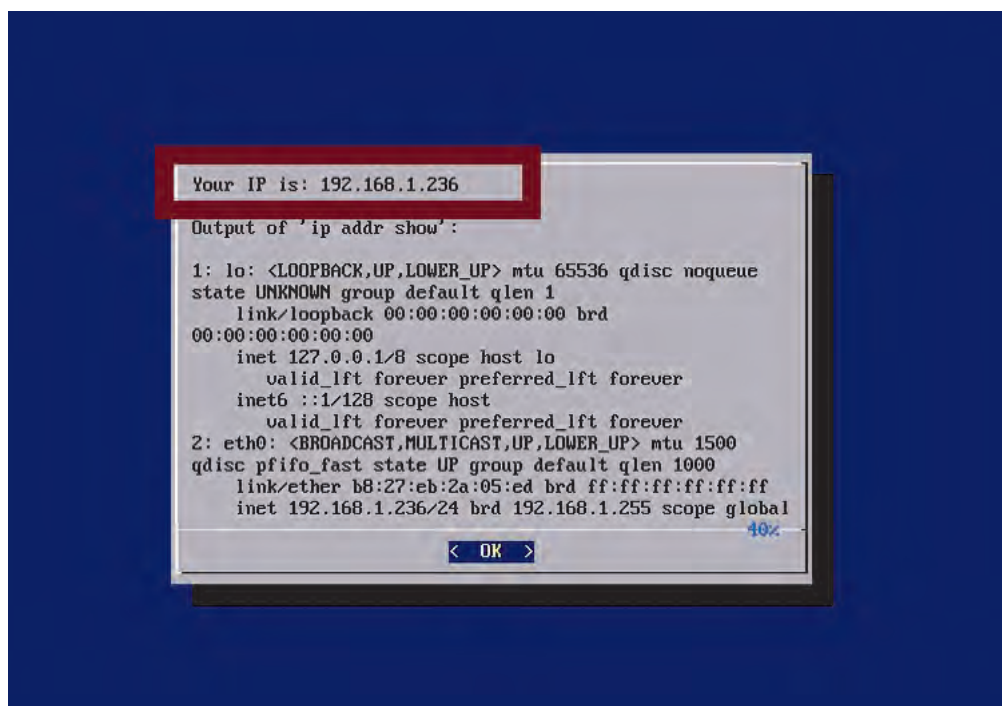 Your IP is: 192.168.1.236
Output of 'ip addr show':
1: lo: <LOOPBACK,UP,LOWER_UP> mtu 65536 qdisc noqueue
state UNKNOWN group default qlen 1
link/loopback 00:00:00:00:00:00 brd
00:00:00:00:00:00
inet 127.0.0.1/8 scope host lo
valid_lft forever preferred_lft forever
inet6 ::1/128 scope host
valid_lft forever preferred_lft forever
2: eth0: <BROADCAST,MULTICAST,UP,LOWER_UP> mtu 1500
qdisc pfifo_fast state UP group default qlen 1000
link/ether b8:27:eb:2a:05:ed brd ff:ff:ff:ff:ff:ff
inet 192.168.1.236/24 brd 192.168.1.255 scope global
40%
< OK >